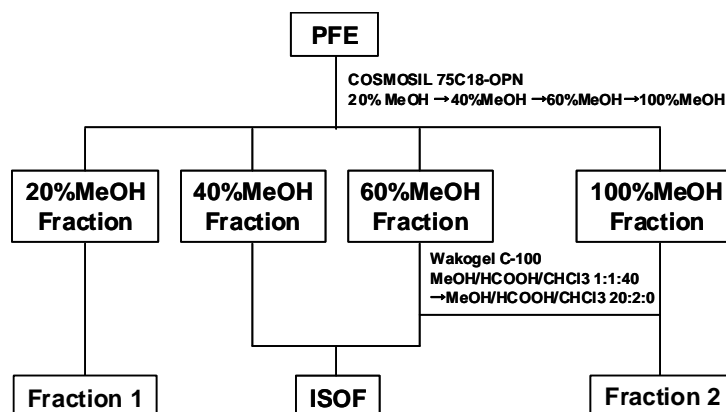 PFE
COSMOSIL 75C18-OPN
20% MeOH →40%MeOH →60%MeOH→100%MeOH
20%MeOH
Fraction
40%MeOH
Fraction
60%MeOH
Fraction
100%MeOH
Fraction
Wakogel C-100
MeOH/HCOOH/CHCl3 1:1:40
→MeOH/HCOOH/CHCl3 20:2:0
Fraction 1
ISOF
Fraction 2